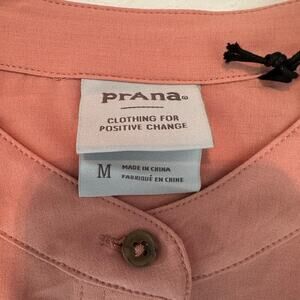 prAna®
CLOTHING FOR
POSITIVE CHANGE
M
MADE IN CHINA
FABRIQUÉ EN CHINE